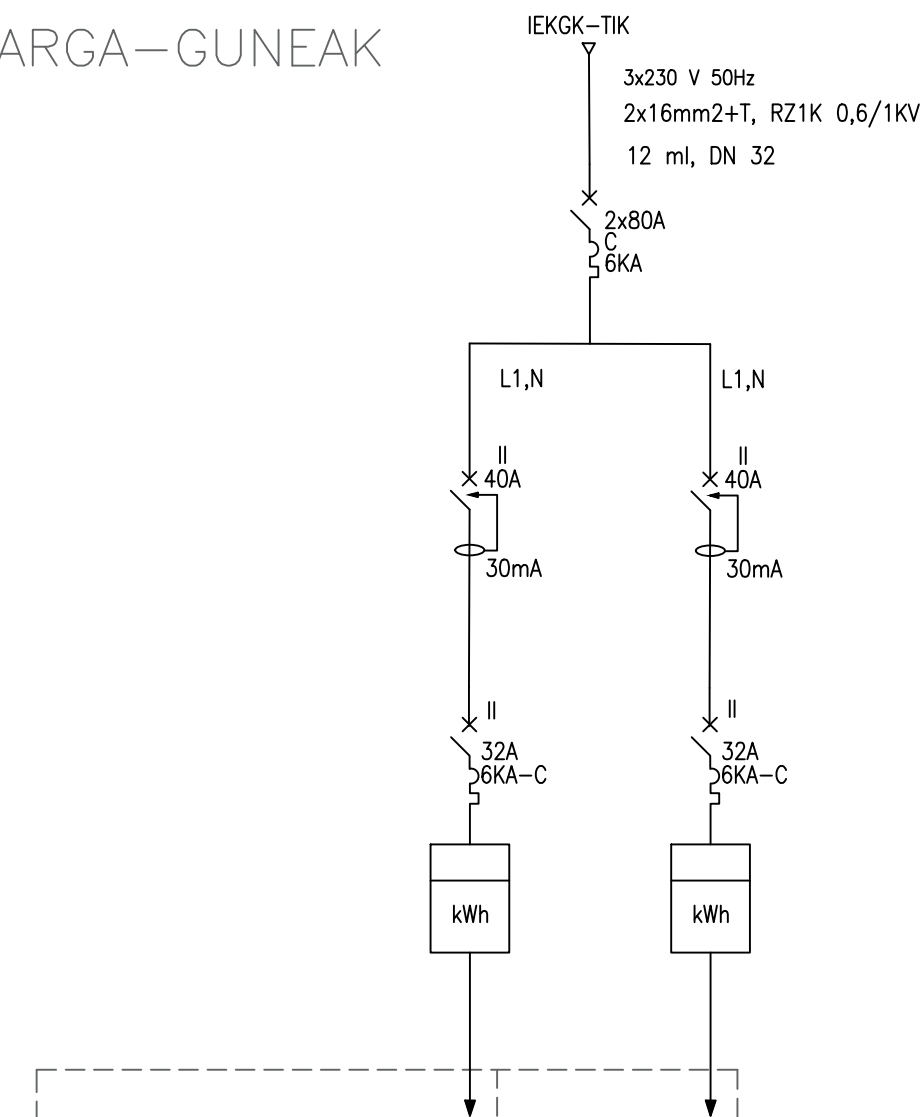 ARGA-GUNEAK
IEKGK-TIK
3x230 V 50Hz
2x16mm2+T, RZ1K 0,6/1KV
12 ml, DN 32
2x80A
C
6KA
L1,N
L1,N
II
40A
II
40A
30mA
30mA
II
32A
6KA-C
II
32A
6KA-C
kWh
kWh